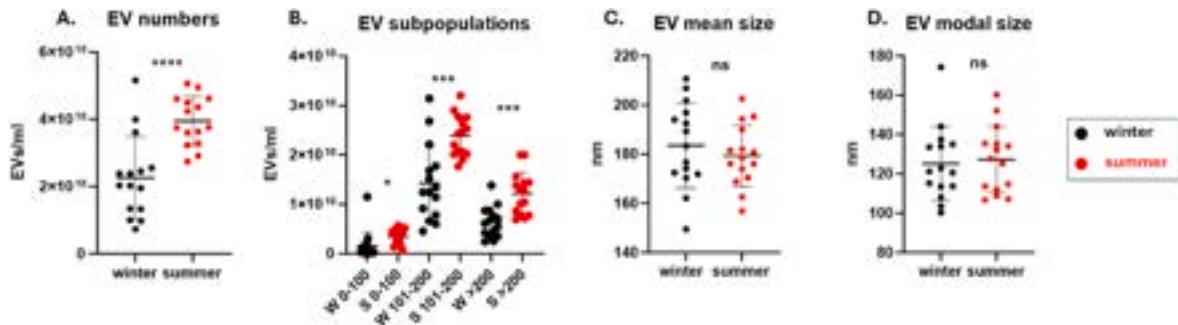 A. EV numbers
B. EV subpopulations
C. EV mean size
D. EV modal size
EVs/ml
6×10¹⁰
4×10¹⁰
2×10¹⁰
0
****
winter summer
EVs/ml
4×10¹⁰
3×10¹⁰
2×10¹⁰
1×10¹⁰
0
*
***
***
W 0-100
S 0-100
W 101-200
S 101-200
W >200
S >200
nm
220
200
180
160
140
ns
winter summer
nm
180
160
140
120
100
80
ns
winter summer
winter
summer